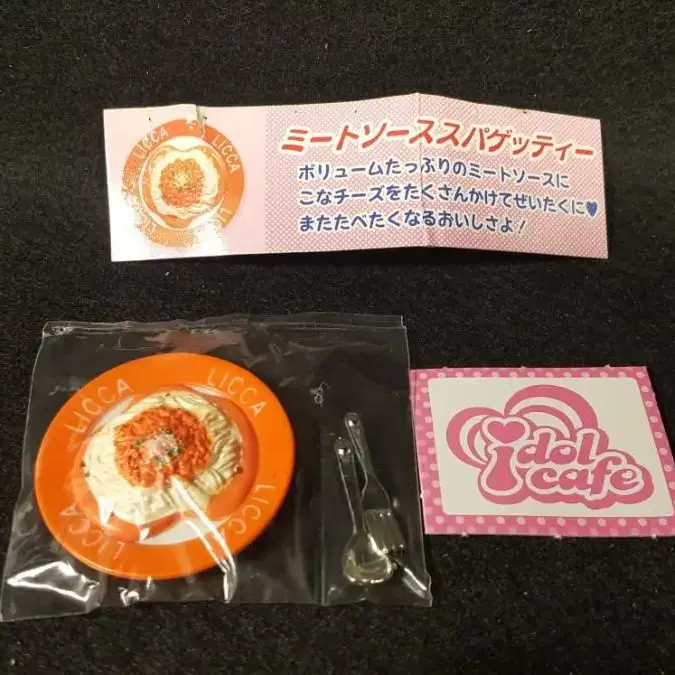 LICCA LICCA
LICCA
ミートソーススパゲッティー
ボリュームたっぷりのミートソースに
こなチーズをたくさんかけてぜいたくに♥
またたべたくなるおいしさよ!
LICCA LICCA
LICCA LICCA
idol
cafe